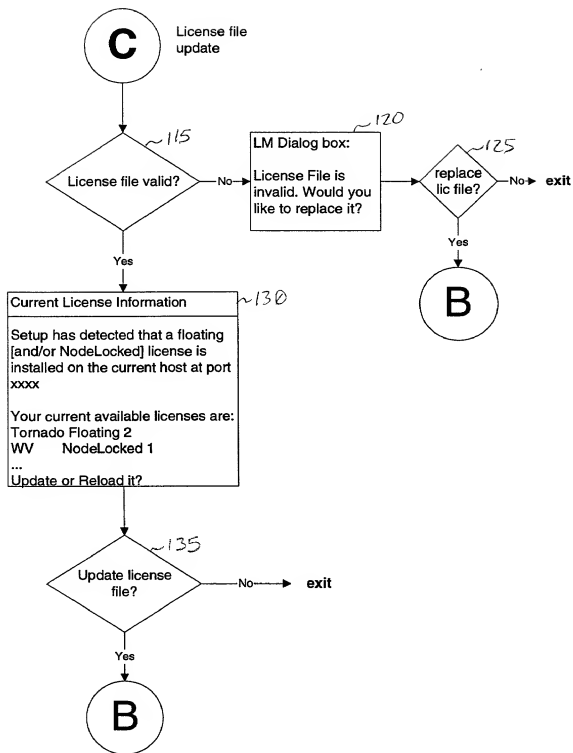 C
License file
update
115
License file valid?
No
120
LM Dialog box:
License File is
invalid. Would you
like to replace it?
125
replace
lic file?
No
exit
Yes
B
Yes
130
Current License Information
Setup has detected that a floating
[and/or NodeLocked] license is
installed on the current host at port
xxxx
Your current available licenses are:
Tornado Floating 2
WV NodeLocked 1
...
Update or Reload it?
135
Update license
file?
No
exit
Yes
B